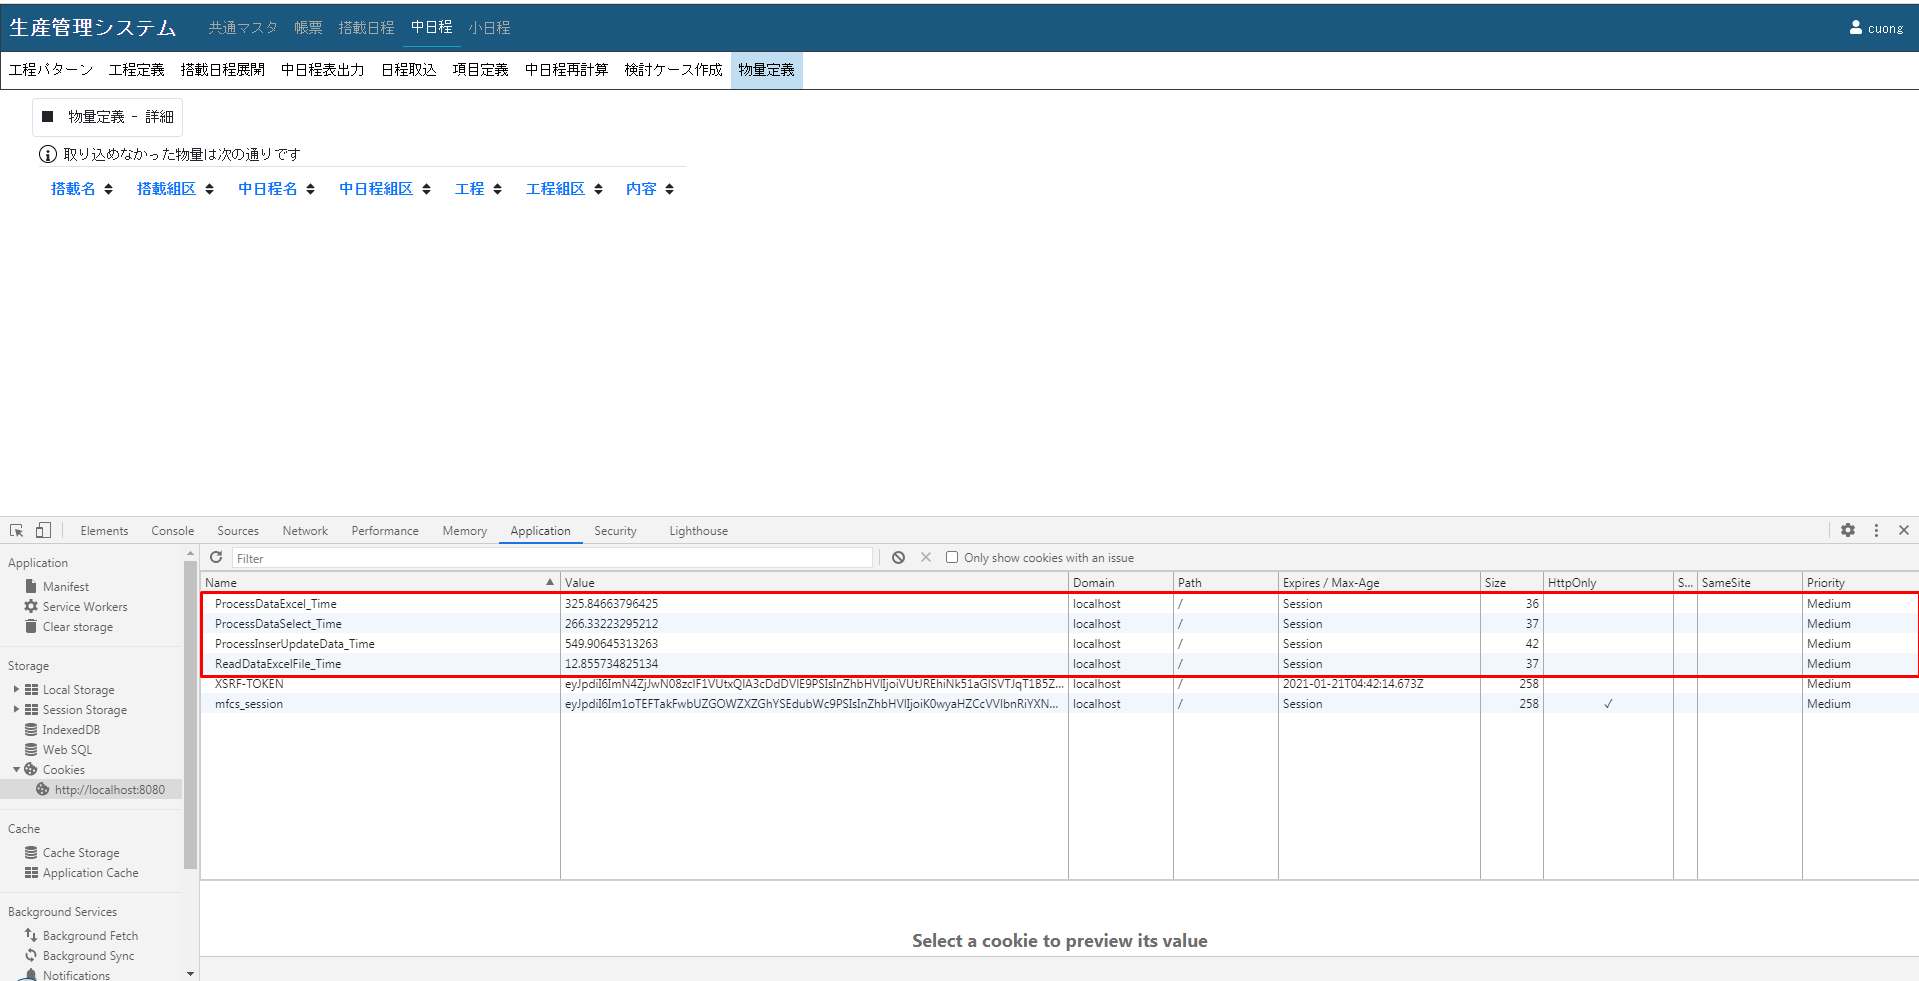 生産管理システム 共通マスタ 帳票 搭載日程 中日程 小日程 cuong
工程パターン 工程定義 搭載日程展開 中日程表出力 日程取込 項目定義 中日程再計算 検討ケース作成 物量定義
■ 物量定義 - 詳細
取り込めなかった物量は次の通りです
搭載名 搭載組区 中日程名 中日程組区 工程 工程組区 内容
Elements Console Sources Network Performance Memory Application Security Lighthouse
Application
Manifest
Service Workers
Clear storage
Storage
Local Storage
Session Storage
IndexedDB
Web SQL
Cookies
http://localhost:8080
Cache
Cache Storage
Application Cache
Background Services
Background Fetch
Background Sync
Notifications
Filter Only show cookies with an issue
Name Value Domain Path Expires / Max-Age Size HttpOnly S... SameSite Priority
ProcessDataExcel_Time 325.84663796425 localhost / Session 36 Medium
ProcessDataSelect_Time 266.33223295212 localhost / Session 37 Medium
ProcessInserUpdateData_Time 549.90645313263 localhost / Session 42 Medium
ReadDataExcelFile_Time 12.855734825134 localhost / Session 37 Medium
XSRF-TOKEN localhost / 2021-01-21T04:42:14.673Z 258 Medium
mfcs_session localhost / Session 258 ✓ Medium
Select a cookie to preview its value